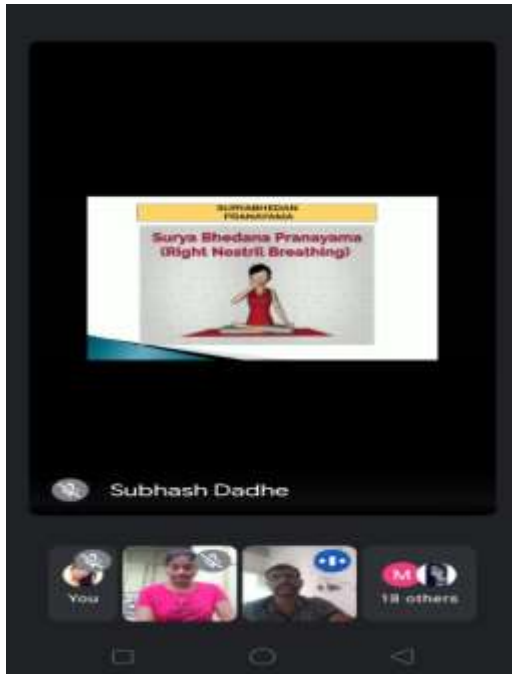 SURYABHEDAN
PRANAYAMA
Surya Bhedana Pranayama
(Right Nostril Breathing)
Subhash Dadhe
You
M
18 others